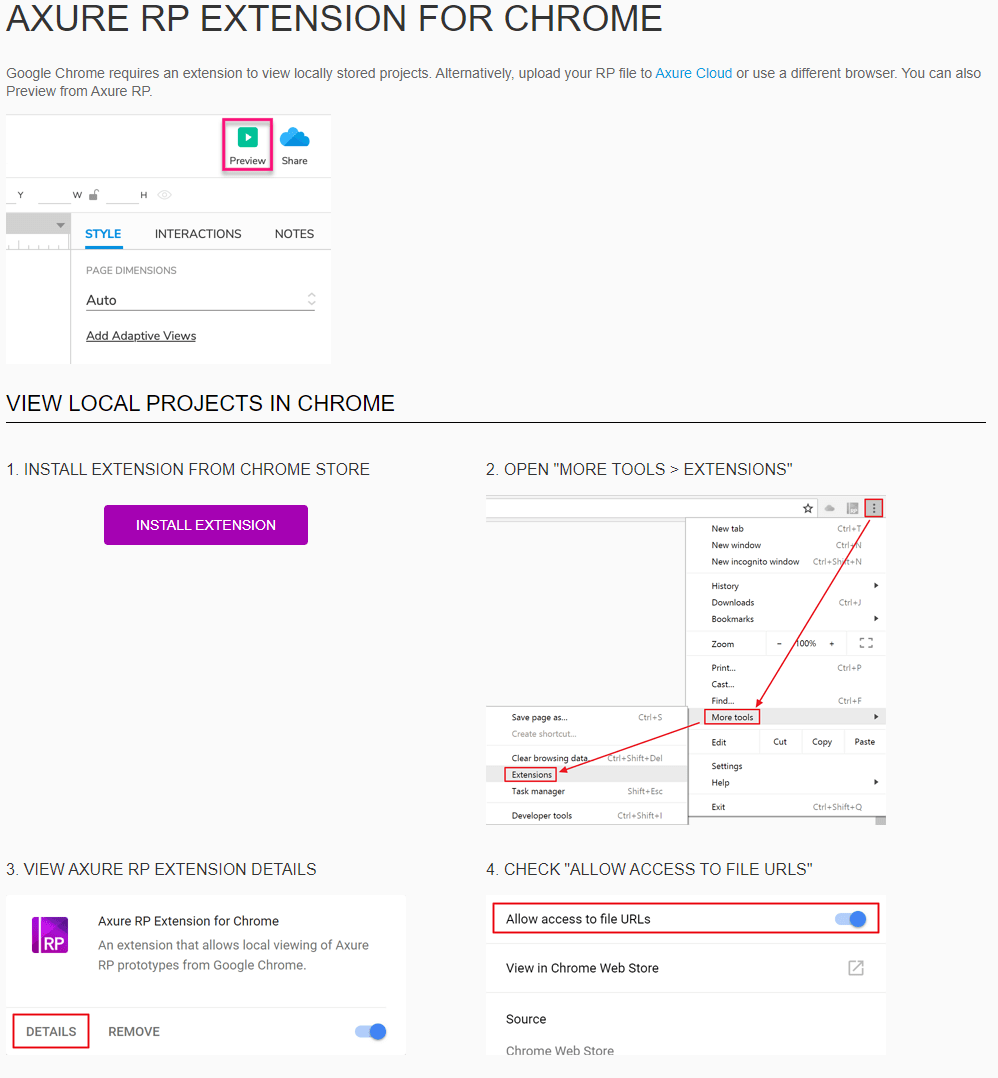 AXURE RP EXTENSION FOR CHROME
Google Chrome requires an extension to view locally stored projects. Alternatively, upload your RP file to Axure Cloud or use a different browser. You can also
Preview from Axure RP.
Preview Share
Y W H
STYLE INTERACTIONS NOTES
PAGE DIMENSIONS
Auto
Add Adaptive Views
VIEW LOCAL PROJECTS IN CHROME
1. INSTALL EXTENSION FROM CHROME STORE
INSTALL EXTENSION
2. OPEN "MORE TOOLS > EXTENSIONS"
New tab Ctrl+T
New window Ctrl+N
New incognito window Ctrl+Shift+N
History
Downloads Ctrl+J
Bookmarks
Zoom - 100% +
Print... Ctrl+P
Cast...
Find... Ctrl+F
More tools
Edit Cut Copy Paste
Settings
Help
Exit Ctrl+Shift+Q
Save page as... Ctrl+S
Create shortcut...
Clear browsing data... Ctrl+Shift+Del
Extensions
Task manager Shift+Esc
Developer tools Ctrl+Shift+I
3. VIEW AXURE RP EXTENSION DETAILS
RP
Axure RP Extension for Chrome
An extension that allows local viewing of Axure
RP prototypes from Google Chrome.
DETAILS REMOVE
4. CHECK "ALLOW ACCESS TO FILE URLS"
Allow access to file URLs
View in Chrome Web Store
Source
Chrome Web Store